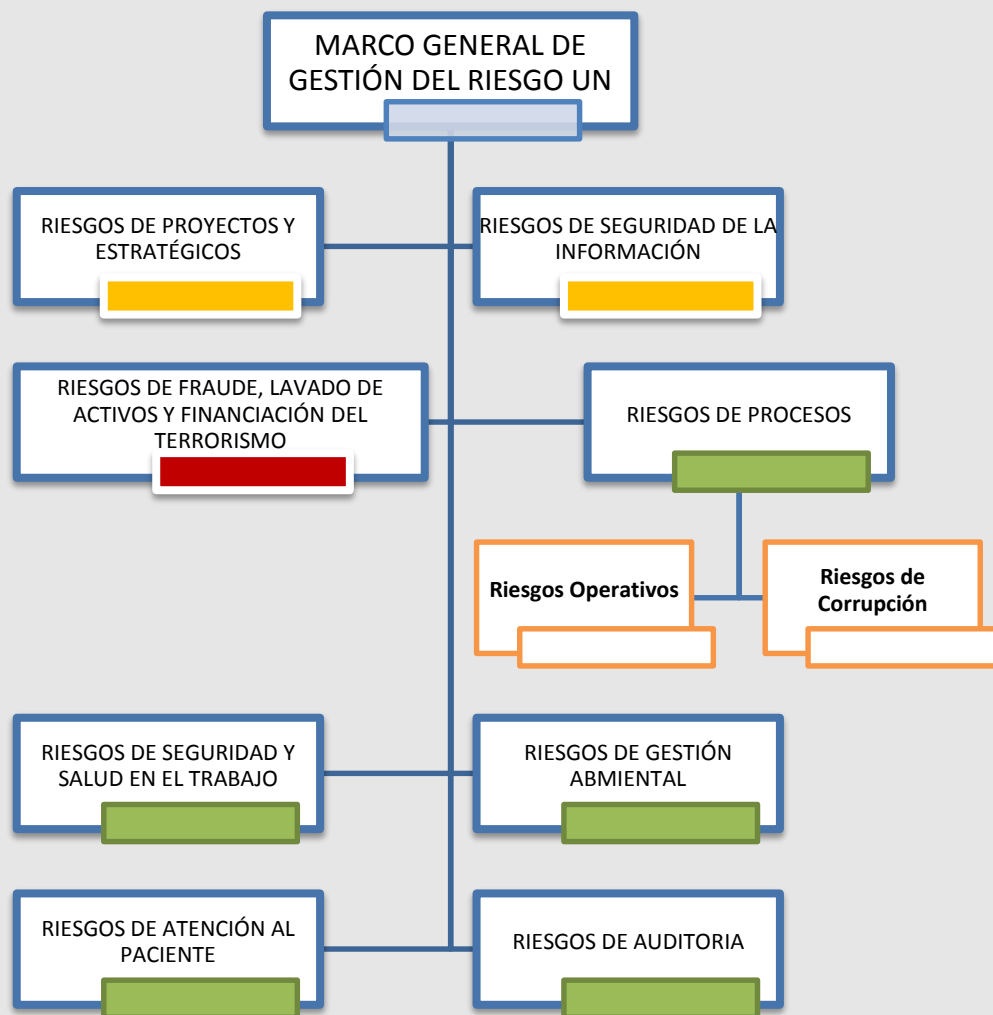 MARCO GENERAL DE
GESTIÓN DEL RIESGO UN
RIESGOS DE PROYECTOS Y
ESTRATÉGICOS
RIESGOS DE SEGURIDAD DE LA
INFORMACIÓN
RIESGOS DE FRAUDE, LAVADO DE
ACTIVOS Y FINANCIACIÓN DEL
TERRORISMO
RIESGOS DE PROCESOS
Riesgos Operativos
Riesgos de
Corrupción
RIESGOS DE SEGURIDAD Y
SALUD EN EL TRABAJO
RIESGOS DE GESTIÓN
ABMIENTAL
RIESGOS DE ATENCIÓN AL
PACIENTE
RIESGOS DE AUDITORIA